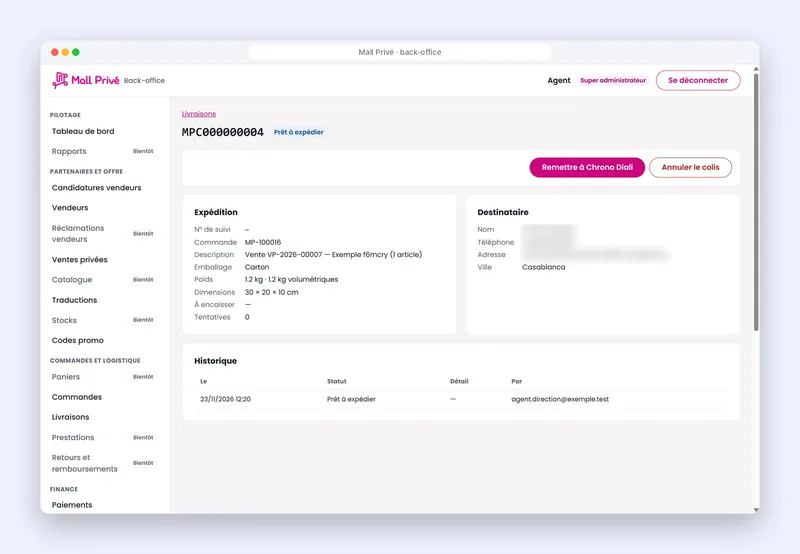 Mall Privé · back-office
Mall Privé Back-office
Agent Super administrateur Se déconnecter
PILOTAGE
Tableau de bord
Rapports Bientôt
PARTENAIRES ET OFFRE
Candidatures vendeurs
Vendeurs
Réclamations
vendeurs Bientôt
Ventes privées
Catalogue Bientôt
Traductions
Stocks Bientôt
Codes promo
COMMANDES ET LOGISTIQUE
Paniers Bientôt
Commandes
Livraisons
Prestations Bientôt
Retours et
remboursements Bientôt
FINANCE
Paiements
Livraisons
MPC000000004 Prêt à expédier
Remettre à Chrono Diali Annuler le colis
Expédition
N° de suivi –
Commande MP-100016
Description Vente VP-2026-00007 — Exemple f6mcry (1 article)
Emballage Carton
Poids 1.2 kg · 1.2 kg volumétriques
Dimensions 30 × 20 × 10 cm
À encaisser —
Tentatives 0
Destinataire
Nom
Téléphone
Adresse
Ville Casablanca
Historique
Le Statut Détail Par
23/11/2026 12:20 Prêt à expédier — agent.direction@exemple.test